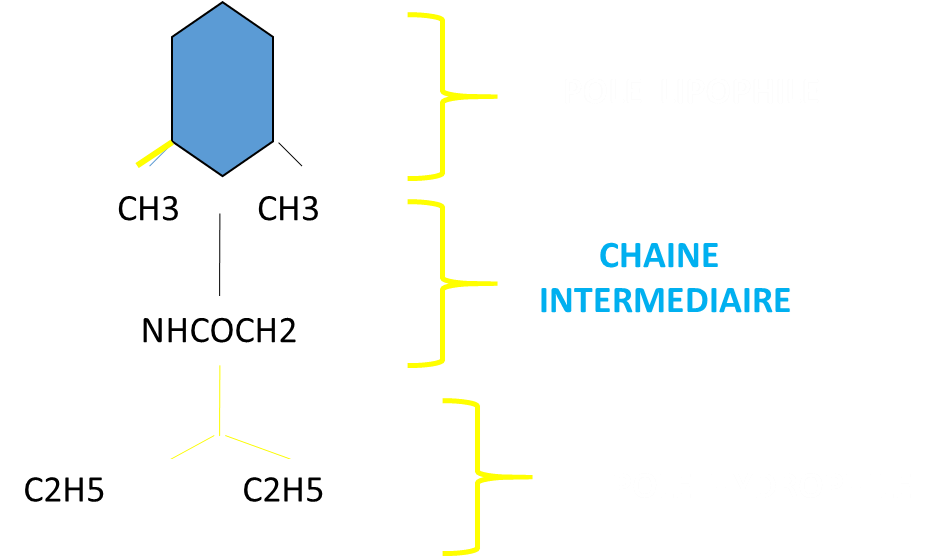 CH3 CH3
CHAINE
INTERMEDIAIRE
NHCOCH2
C2H5 C2H5